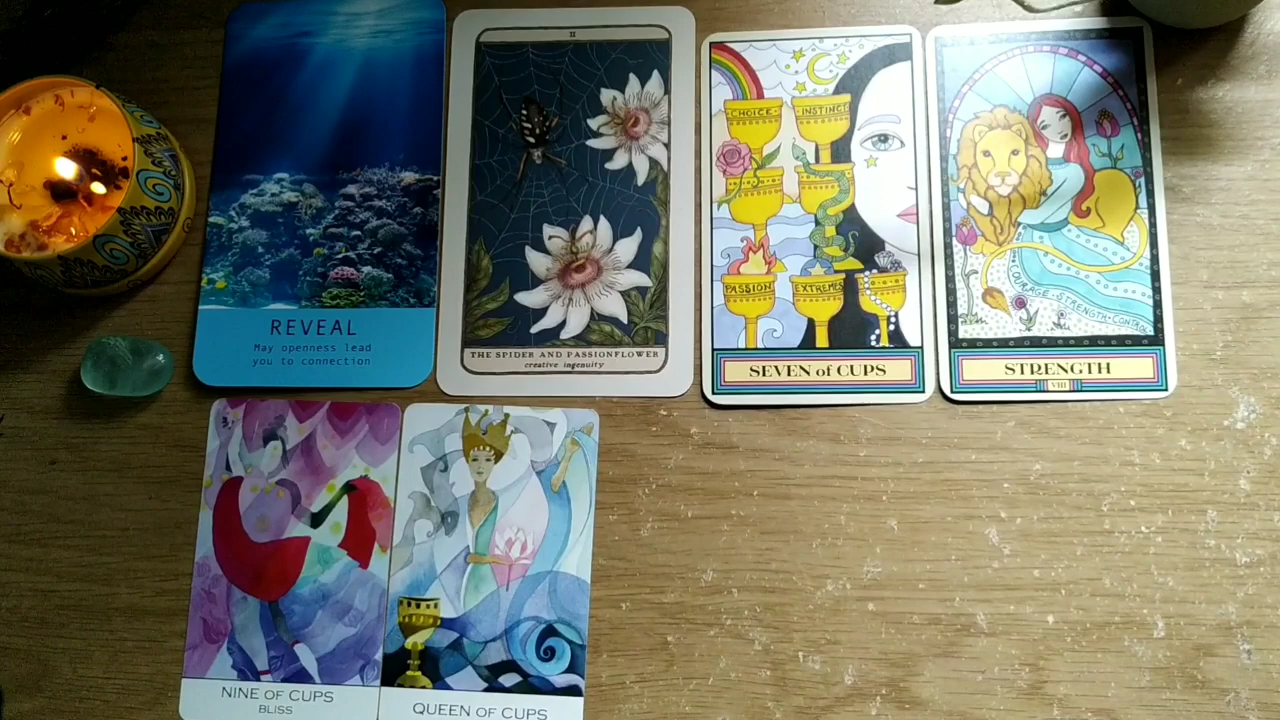 REVEAL
May openness lead
you to connection
II
THE SPIDER AND PASSIONFLOWER
creative ingenuity
CHOICE
INSTINCT
PASSION
EXTREMES
SEVEN of CUPS
COURAGE · STRENGTH · CONTROL
STRENGTH
VIII
NINE OF CUPS
BLISS
QUEEN OF CUPS